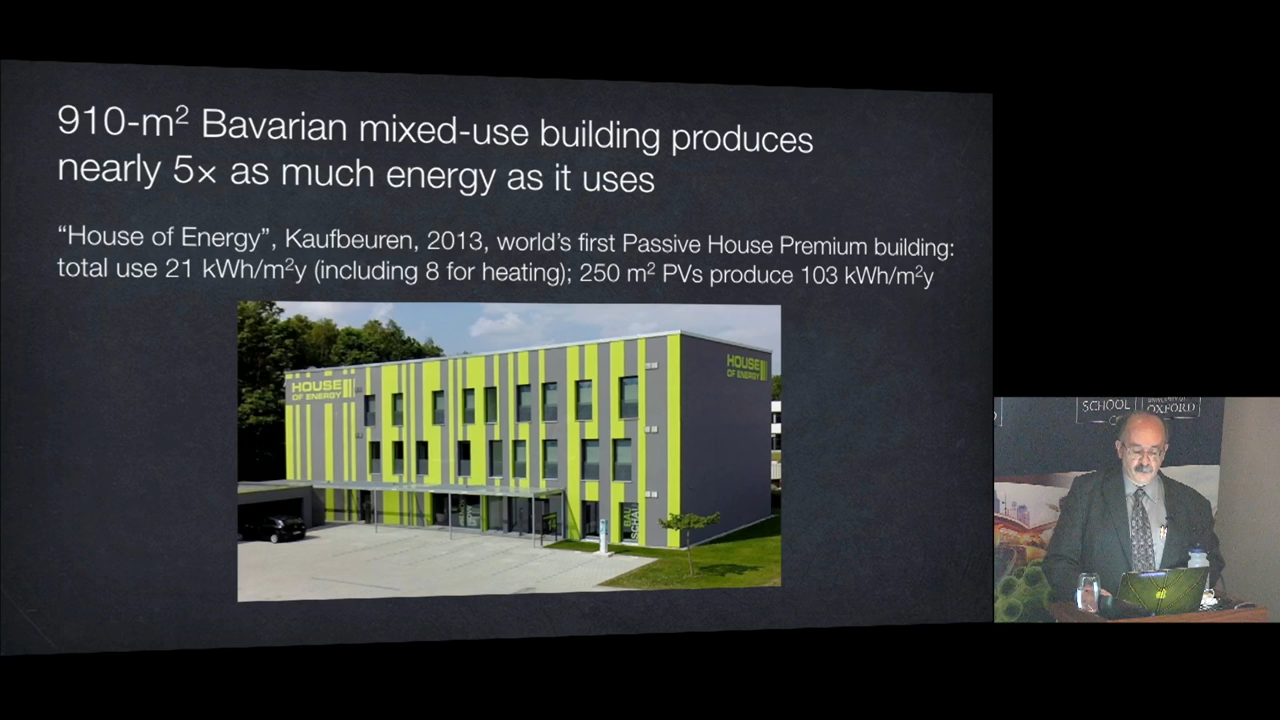 910-m² Bavarian mixed-use building produces
nearly 5× as much energy as it uses
“House of Energy”, Kaufbeuren, 2013, world’s first Passive House Premium building:
total use 21 kWh/m²y (including 8 for heating); 250 m² PVs produce 103 kWh/m²y
HOUSE
OF ENERGY
HOUSE
OF ENERGY
BAU
SCHAU
SCHOOL
UNIVERSITY OF
OXFORD